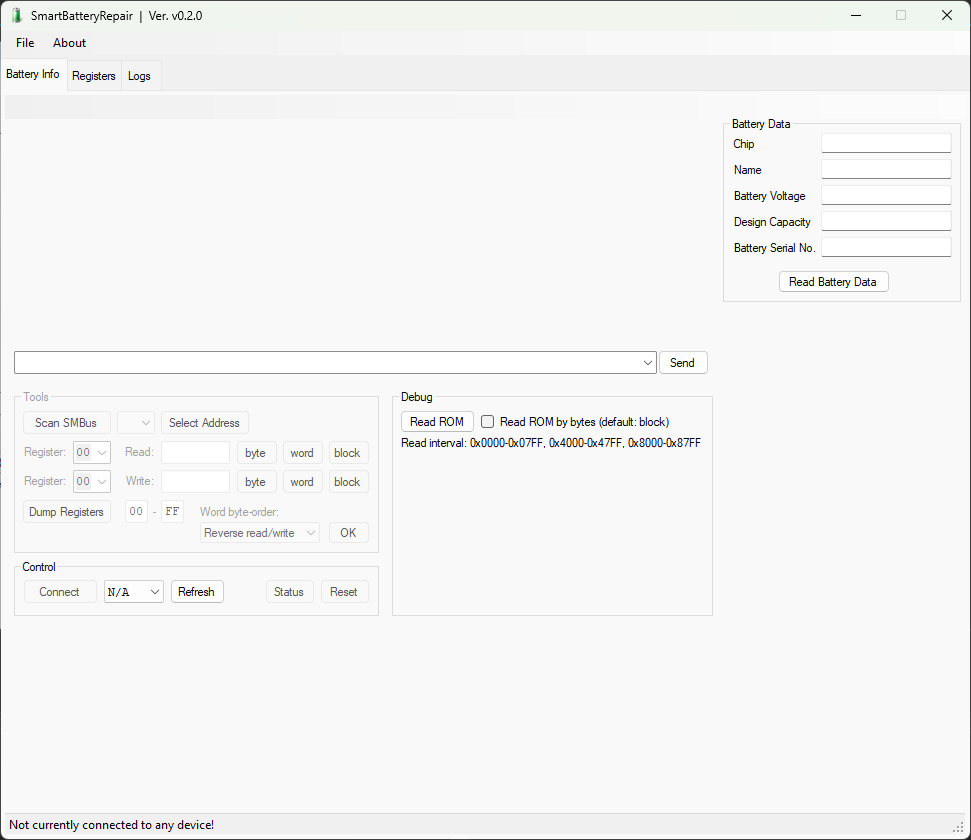 SmartBatteryRepair | Ver. v0.2.0
File About
Battery Info Registers Logs
Battery Data
Chip
Name
Battery Voltage
Design Capacity
Battery Serial No.
Read Battery Data
Send
Tools
Scan SMBus Select Address
Register: 00 Read: byte word block
Register: 00 Write: byte word block
Dump Registers 00 - FF Word byte-order:
Reverse read/write OK
Control
Connect N/A Refresh Status Reset
Debug
Read ROM Read ROM by bytes (default: block)
Read interval: 0x0000-0x07FF, 0x4000-0x47FF, 0x8000-0x87FF
Not currently connected to any device!